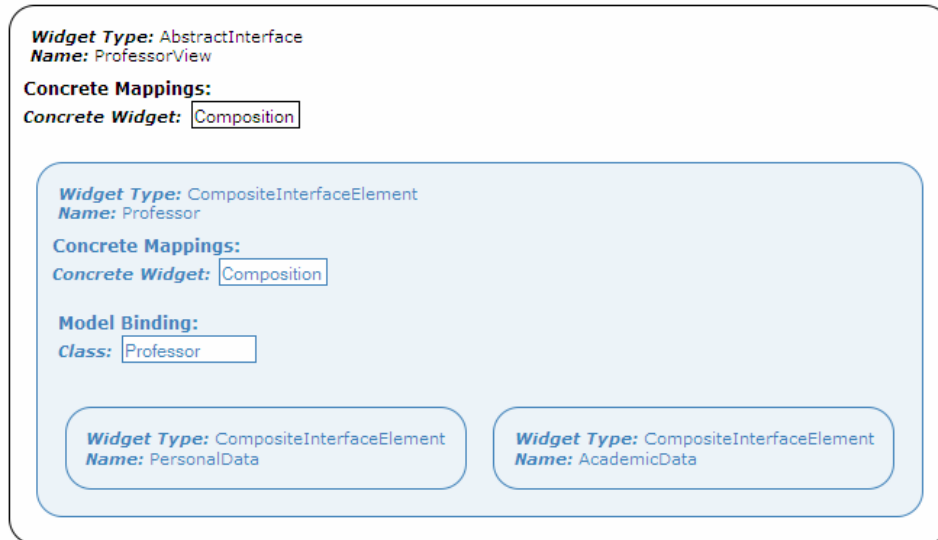 Widget Type: AbstractInterface
Name: ProfessorView
Concrete Mappings:
Concrete Widget: Composition
Widget Type: CompositeInterfaceElement
Name: Professor
Concrete Mappings:
Concrete Widget: Composition
Model Binding:
Class: Professor
Widget Type: CompositeInterfaceElement
Name: PersonalData
Widget Type: CompositeInterfaceElement
Name: AcademicData